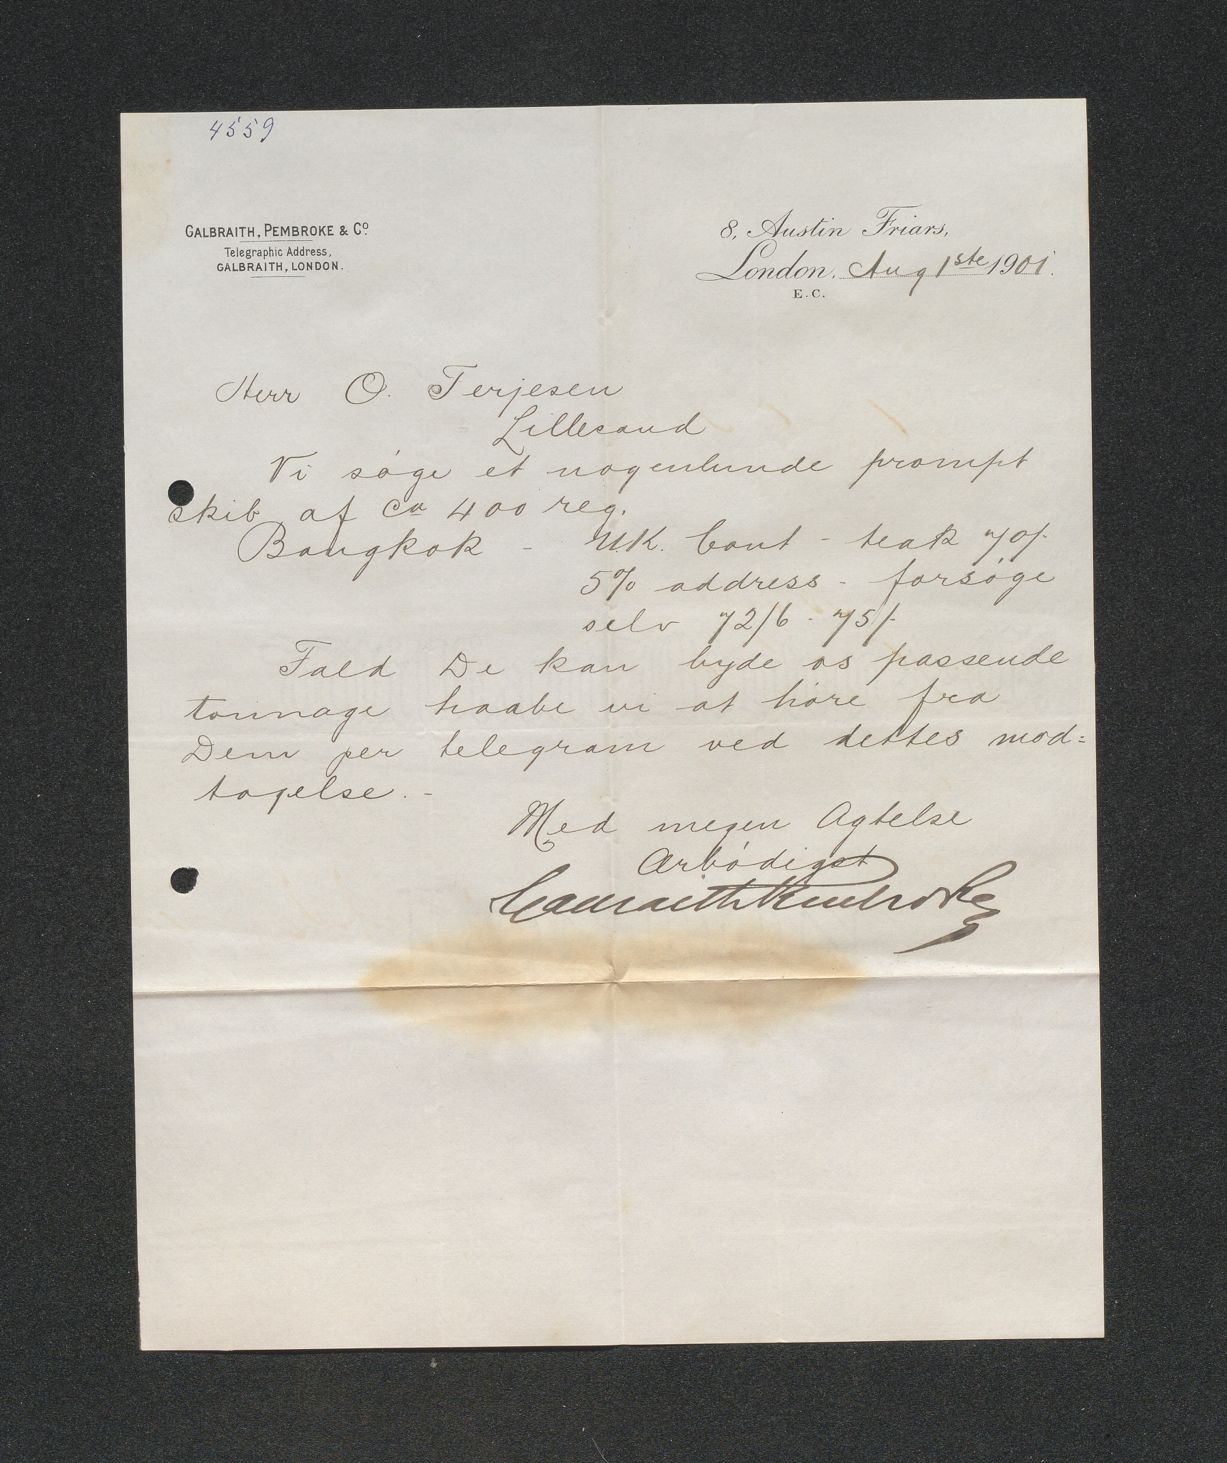 4559
GALBRAITH, PEMBROKE & Co.
Telegraphic Address,
GALBRAITH, LONDON.
8, Austin Friars,
London, Aug 1ste 1901.
E.C.
Herr O. Terjesen
Lillesand
Vi søge et nogenlunde prompt
skib af ca 400 reg.
Bangkok - UK. Cont - teak 70/-
5% address - forsøge
selv 72/6 - 75/-
Fald De kan byde os passende
tonnage haabe vi at høre fra
Dem per telegram ved dettes mod=
tagelse. -
Med megen Agtelse
Ærbødigst
Galbraith Pembroke